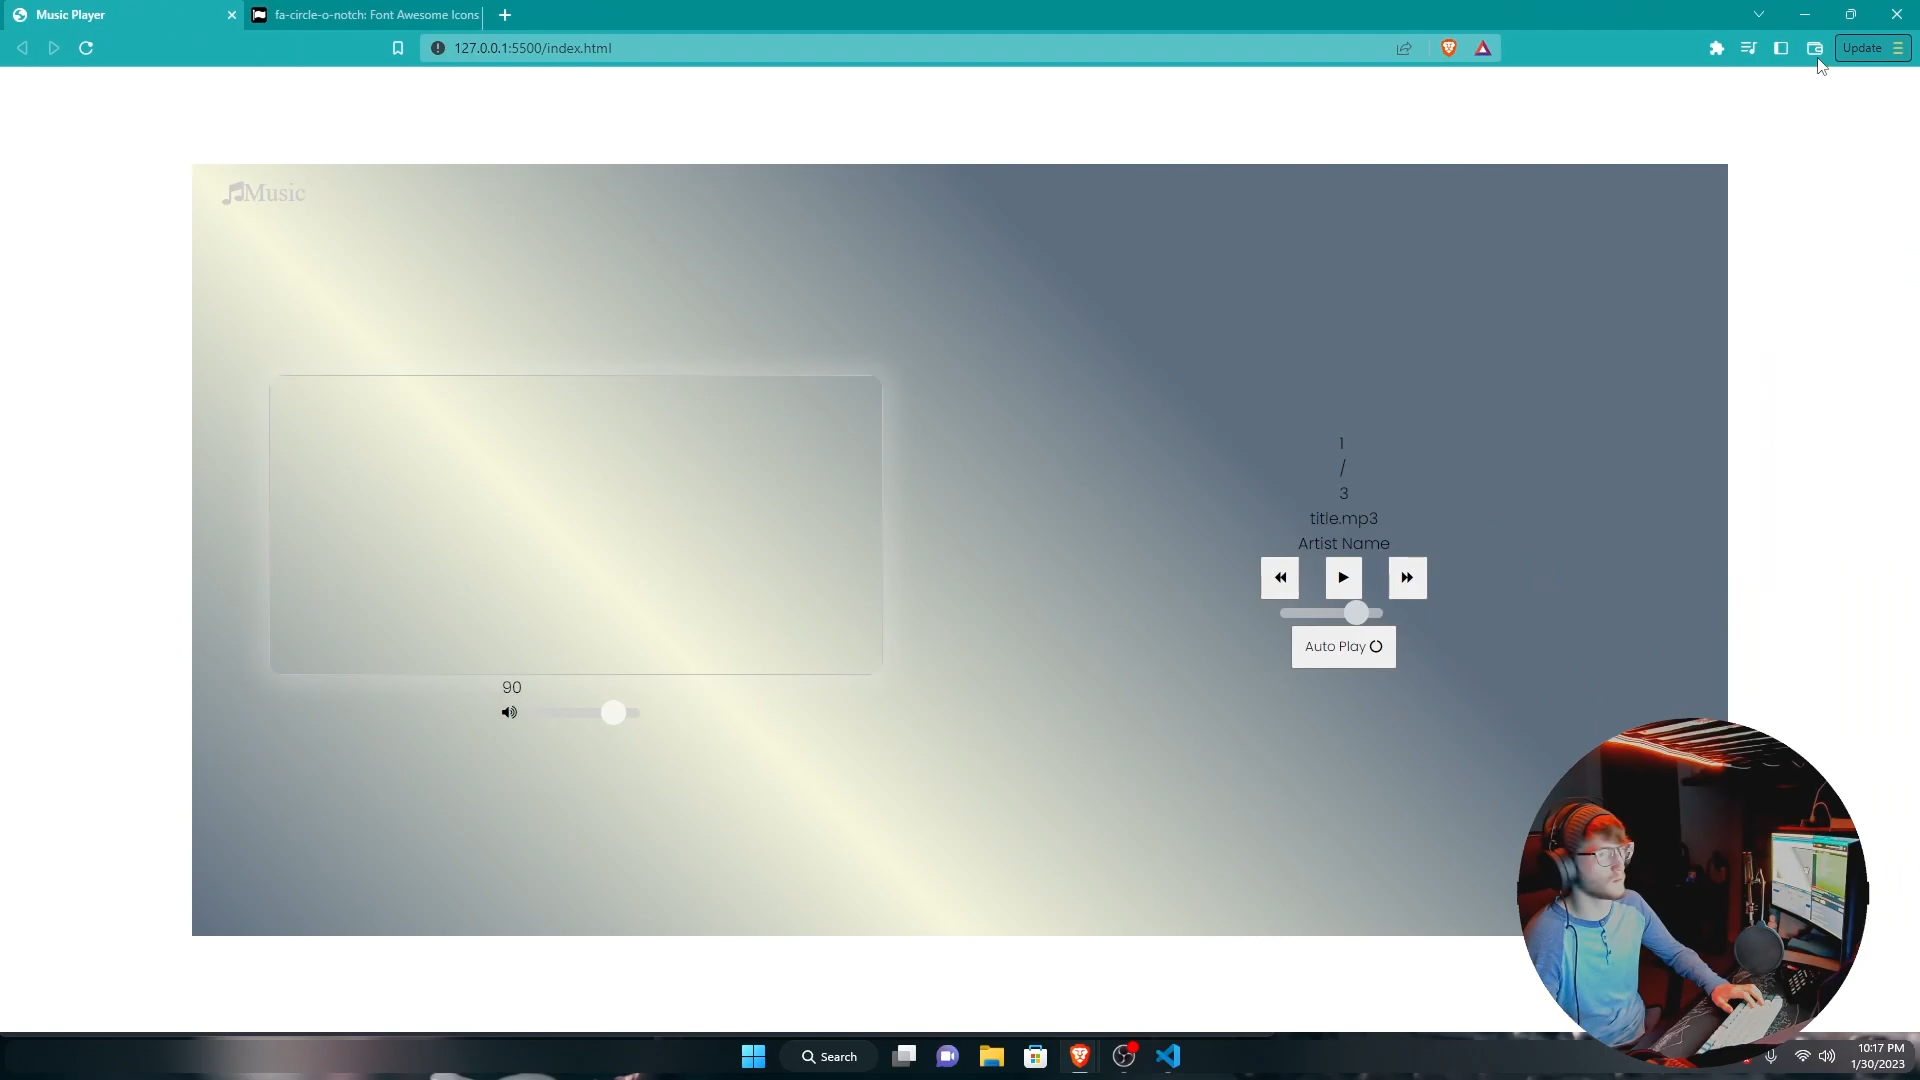 Music Player
fa-circle-o-notch: Font Awesome Icons
127.0.0.1:5500/index.html
Update
Music
1
/
3
title.mp3
Artist Name
Auto Play
90
Search
10:17 PM
1/30/2023